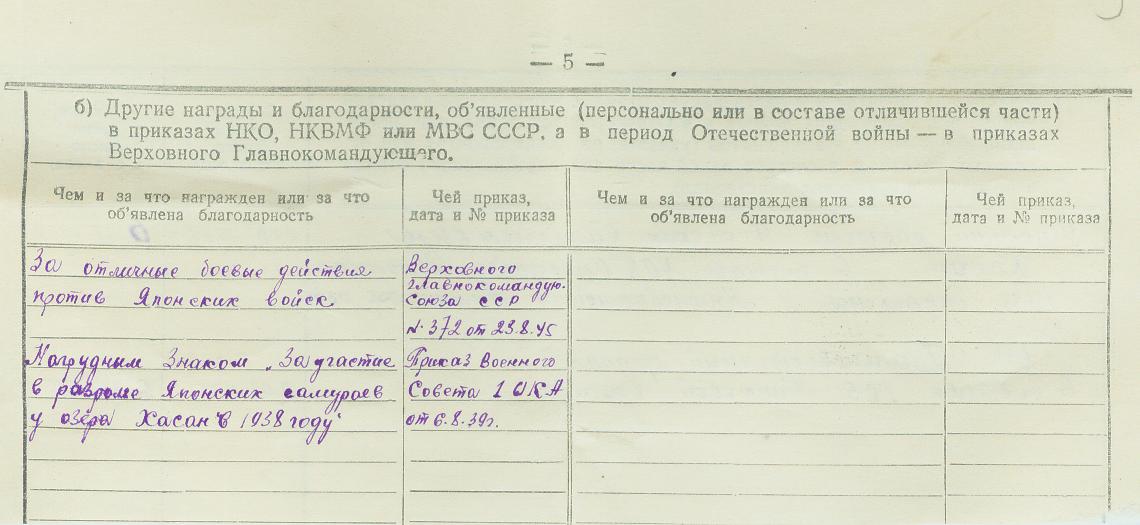 — 5 —
б) Другие награды и благодарности, об’явленные (персонально или в составе отличившейся части)
в приказах НКО, НКВМФ или МВС СССР, а в период Отечественной войны — в приказах
Верховного Главнокомандующего.
Чем и за что награжден или за что
об’явлена благодарность
Чей приказ,
дата и № приказа
Чем и за что награжден или за что
об’явлена благодарность
Чей приказ,
дата и № приказа
За отличные боевые действия
против Японских войск
Верховного
Главнокомандую.
Союза ССР
№ 372 от 23.8.45
Нагрудным Знаком „За участие
в разгроме Японских самураев
у озера Хасан в 1938 году“
Приказ Военного
Совета 1 ОКА
от 6.8.39г.